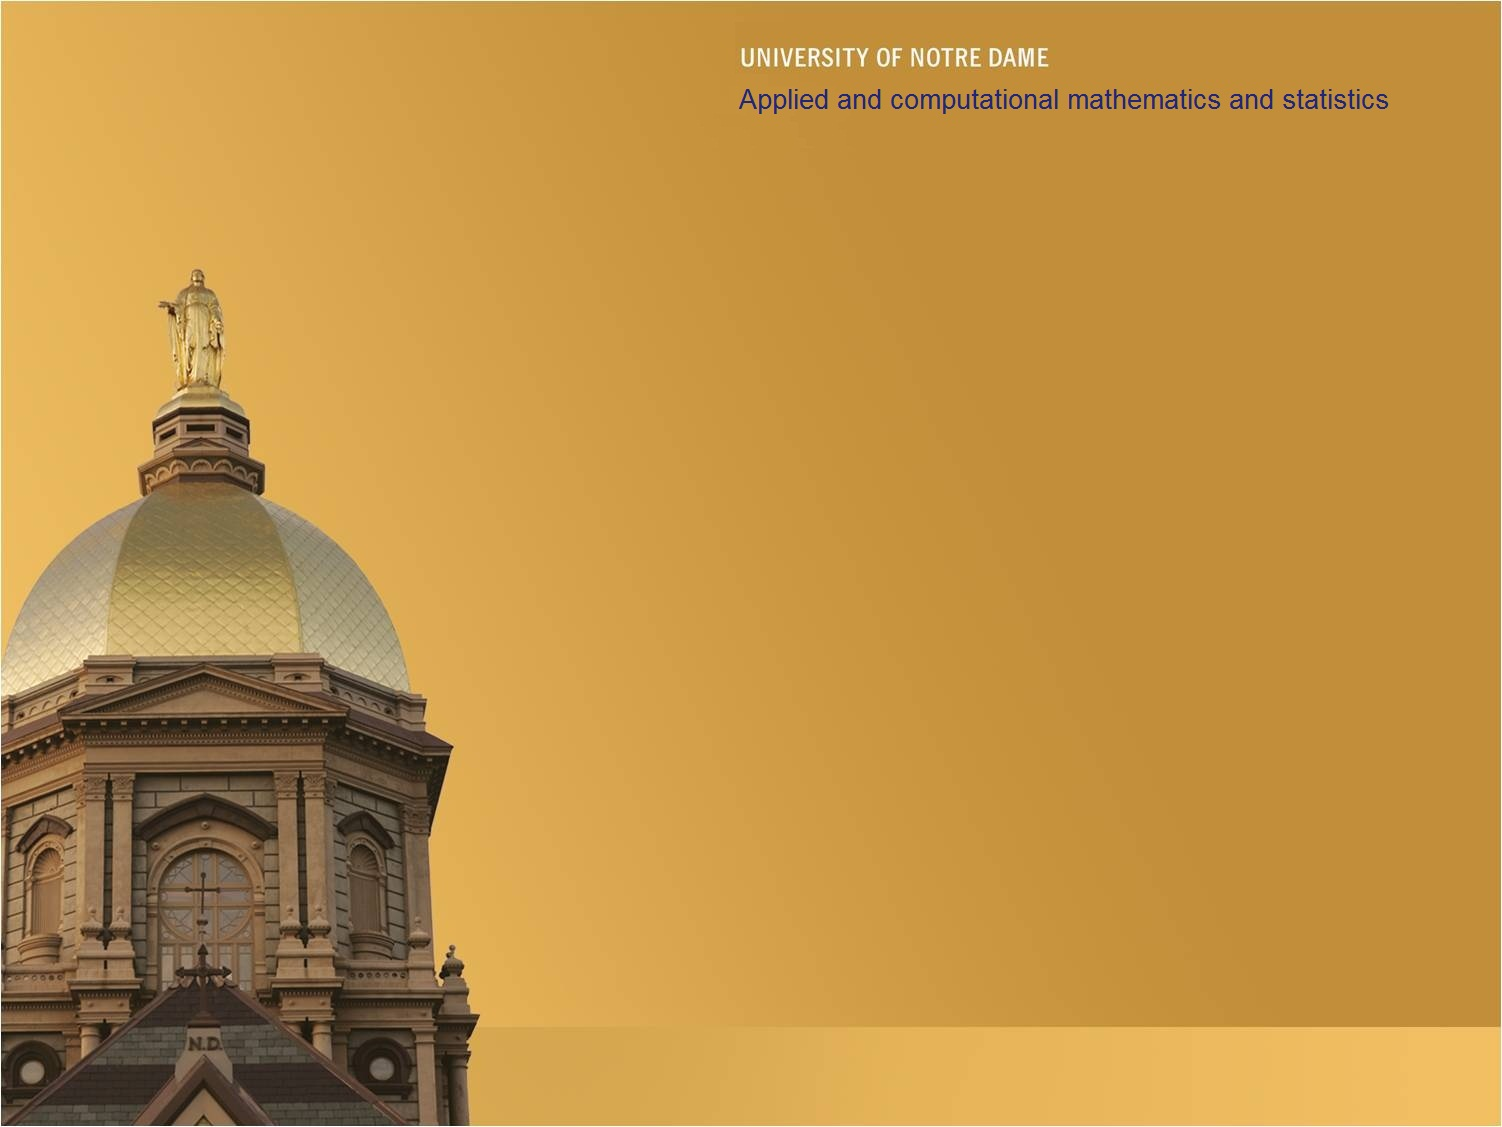 UNIVERSITY OF NOTRE DAME
Applied and computational mathematics and statistics
N.D.